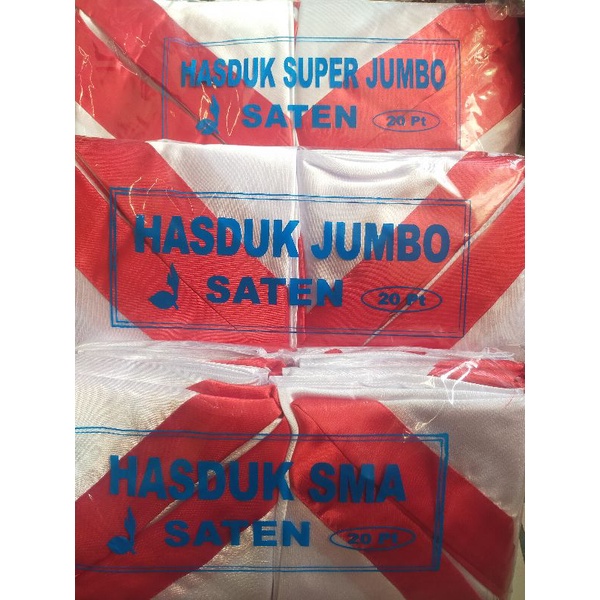 HASDUK SUPER JUMBO
SATEN 20 Pt
HASDUK JUMBO
SATEN 20 Pt
HASDUK SMA
SATEN 20 Pt